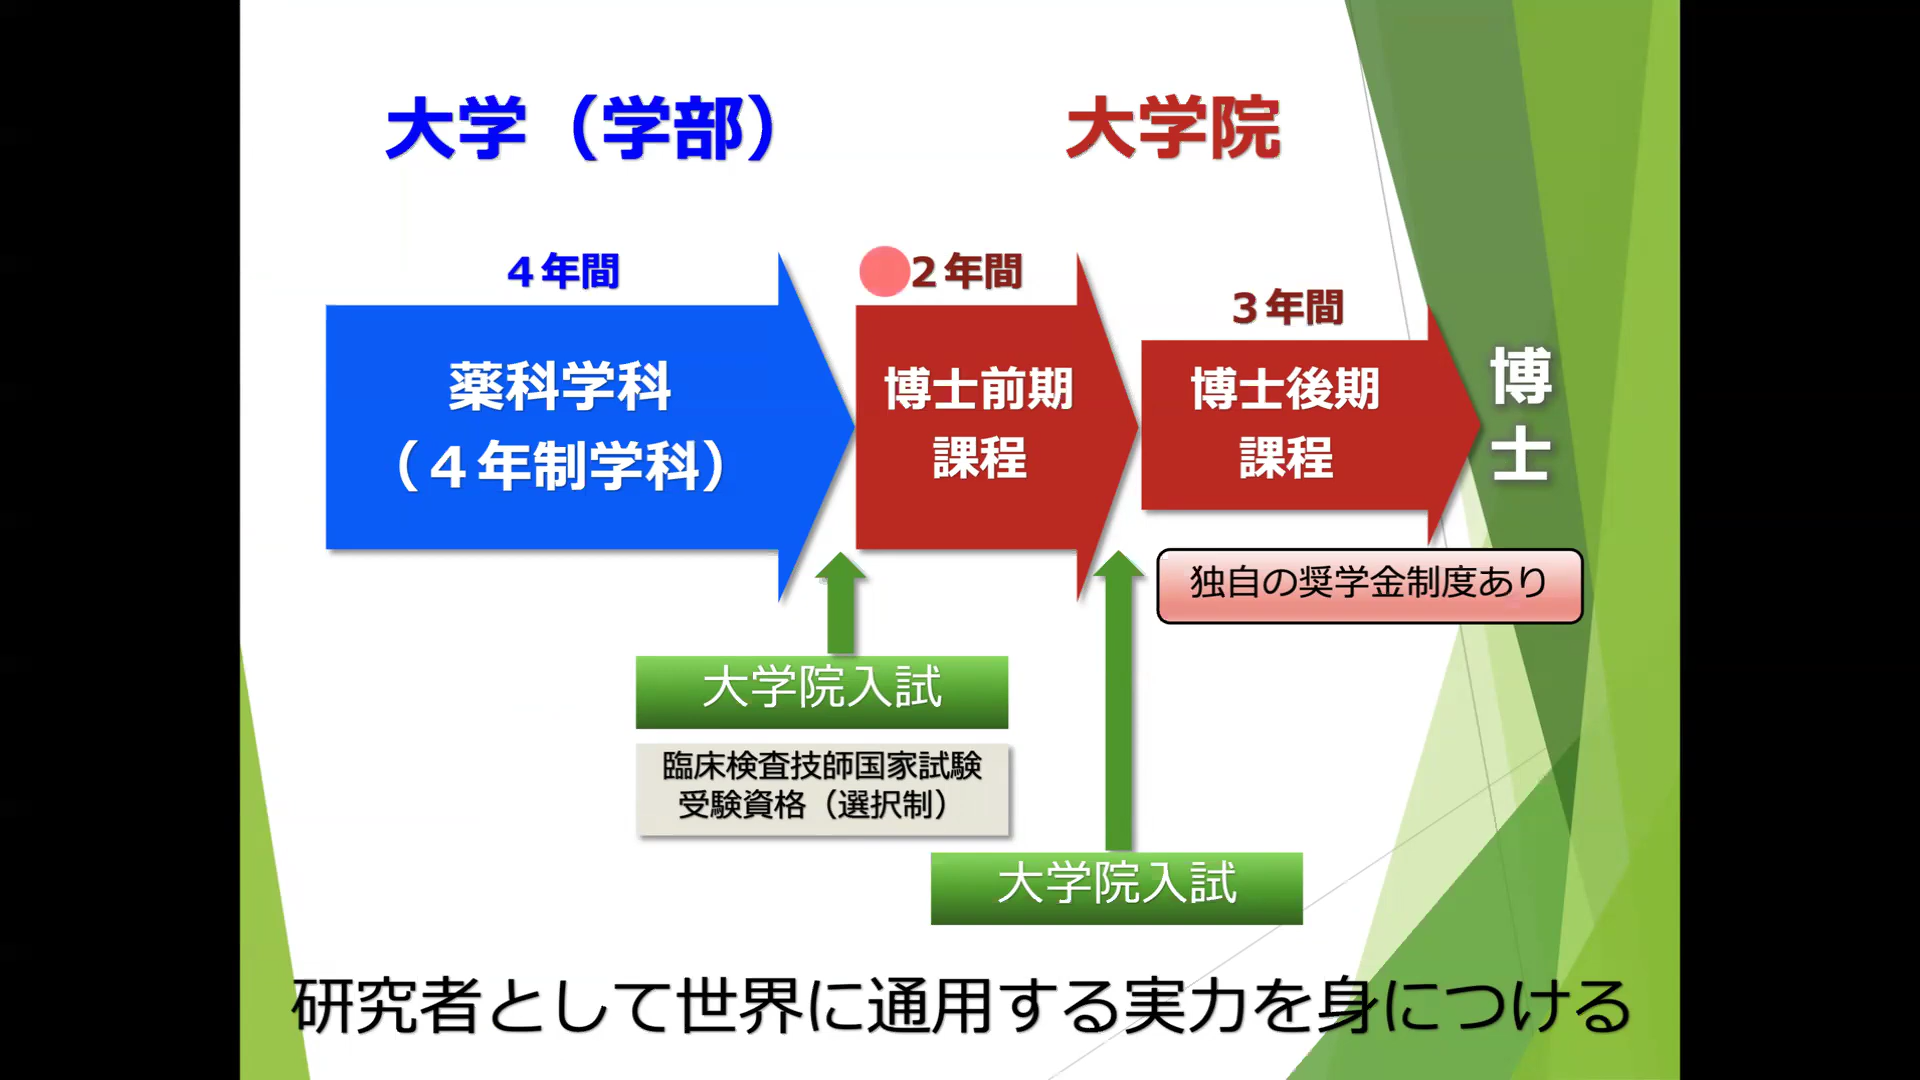 大学（学部）
大学院
４年間
２年間
３年間
薬科学科
（４年制学科）
博士前期
課程
博士後期
課程
博
士
独自の奨学金制度あり
大学院入試
臨床検査技師国家試験
受験資格（選択制）
大学院入試
研究者として世界に通用する実力を身につける